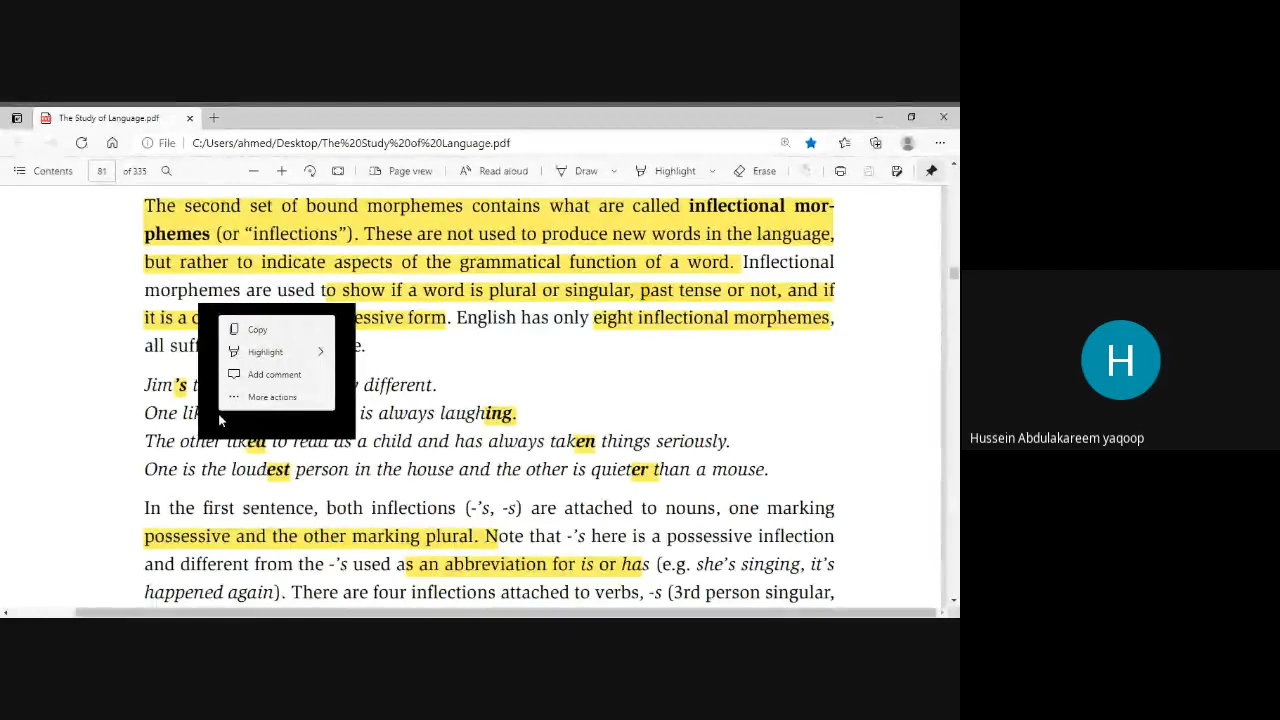 The Study of Language.pdf
File C:/Users/ahmed/Desktop/The%20Study%20of%20Language.pdf
Contents 81 of 335 Page view Read aloud Draw Highlight Erase
The second set of bound morphemes contains what are called inflectional mor-
phemes (or “inflections”). These are not used to produce new words in the language,
but rather to indicate aspects of the grammatical function of a word. Inflectional
morphemes are used to show if a word is plural or singular, past tense or not, and if
it is a essive form. English has only eight inflectional morphemes,
all suf e.
Jim’s different.
One is always laughing.
The other liked to read as a child and has always taken things seriously.
One is the loudest person in the house and the other is quieter than a mouse.
In the first sentence, both inflections (-’s, -s) are attached to nouns, one marking
possessive and the other marking plural. Note that -’s here is a possessive inflection
and different from the -’s used as an abbreviation for is or has (e.g. she’s singing, it’s
happened again). There are four inflections attached to verbs, -s (3rd person singular,
Copy
Highlight
Add comment
More actions
H
Hussein Abdulakareem yaqoop